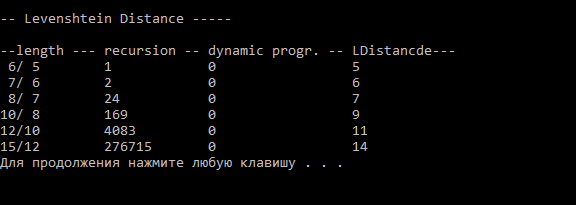 -- Levenshtein Distance -----
--length --- recursion -- dynamic progr. -- LDistancde---
6/ 5 1 0 5
7/ 6 2 0 6
8/ 7 24 0 7
10/ 8 169 0 9
12/10 4083 0 11
15/12 276715 0 14
Для продолжения нажмите любую клавишу . . .